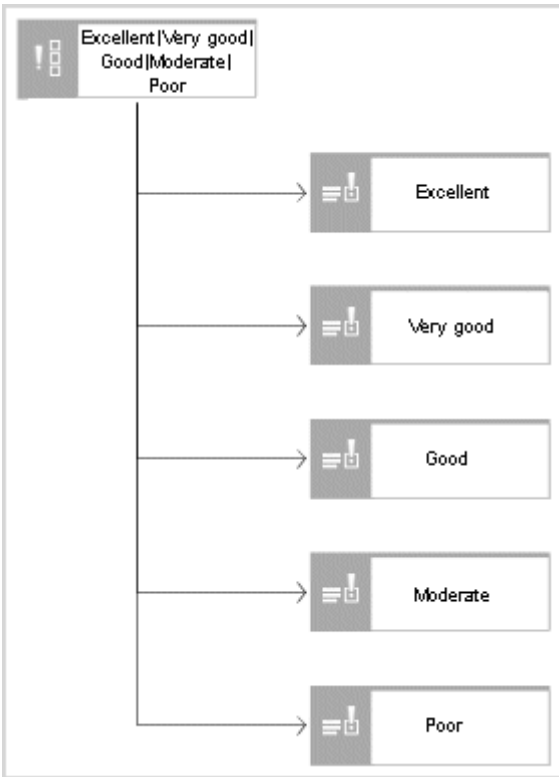 Excellent|Very good|
Good|Moderate|
Poor
Excellent
Very good
Good
Moderate
Poor